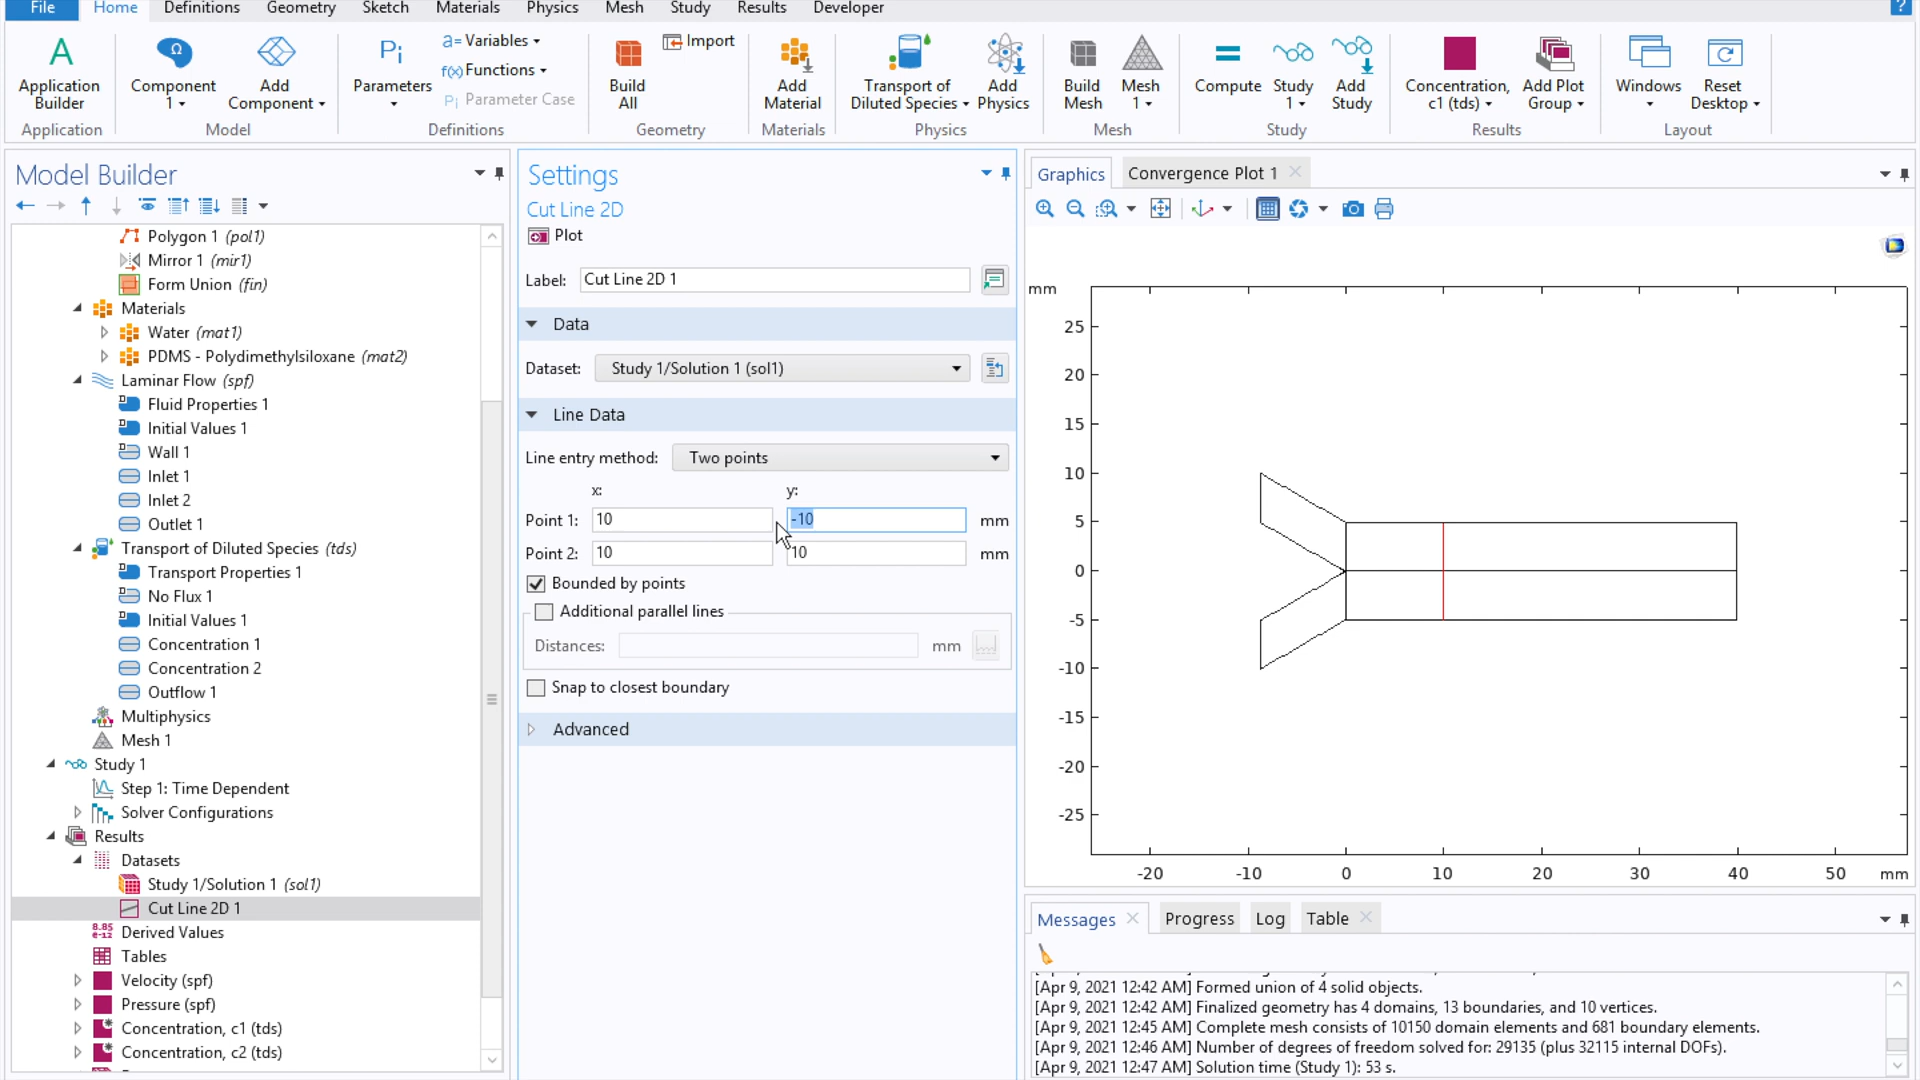 File Home Definitions Geometry Sketch Materials Physics Mesh Study Results Developer ?
Application Builder
Component 1
Add Component
Pi Parameters
a= Variables
f(x) Functions
Pi Parameter Case
Build All
Import
Add Material
Transport of Diluted Species
Add Physics
Build Mesh
Mesh 1
Compute
Study 1
Add Study
Concentration, c1 (tds)
Add Plot Group
Windows
Reset Desktop
Application Model Definitions Geometry Materials Physics Mesh Study Results Layout
Model Builder
Polygon 1 (pol1)
Mirror 1 (mir1)
Form Union (fin)
Materials
Water (mat1)
PDMS - Polydimethylsiloxane (mat2)
Laminar Flow (spf)
Fluid Properties 1
Initial Values 1
Wall 1
Inlet 1
Inlet 2
Outlet 1
Transport of Diluted Species (tds)
Transport Properties 1
No Flux 1
Initial Values 1
Concentration 1
Concentration 2
Outflow 1
Multiphysics
Mesh 1
Study 1
Step 1: Time Dependent
Solver Configurations
Results
Datasets
Study 1/Solution 1 (sol1)
Cut Line 2D 1
8.85
e-12
Derived Values
Tables
Velocity (spf)
Pressure (spf)
Concentration, c1 (tds)
Concentration, c2 (tds)
Settings
Cut Line 2D
Plot
Label: Cut Line 2D 1
Data
Dataset: Study 1/Solution 1 (sol1)
Line Data
Line entry method: Two points
x: y:
Point 1: 10 -10 mm
Point 2: 10 10 mm
Bounded by points
Additional parallel lines
Distances: mm
Snap to closest boundary
Advanced
Graphics Convergence Plot 1
mm
25
20
15
10
5
0
-5
-10
-15
-20
-25
-20 -10 0 10 20 30 40 50 mm
Messages Progress Log Table
[Apr 9, 2021 12:42 AM] Formed union of 4 solid objects.
[Apr 9, 2021 12:42 AM] Finalized geometry has 4 domains, 13 boundaries, and 10 vertices.
[Apr 9, 2021 12:45 AM] Complete mesh consists of 10150 domain elements and 681 boundary elements.
[Apr 9, 2021 12:46 AM] Number of degrees of freedom solved for: 29135 (plus 32115 internal DOFs).
[Apr 9, 2021 12:47 AM] Solution time (Study 1): 53 s.